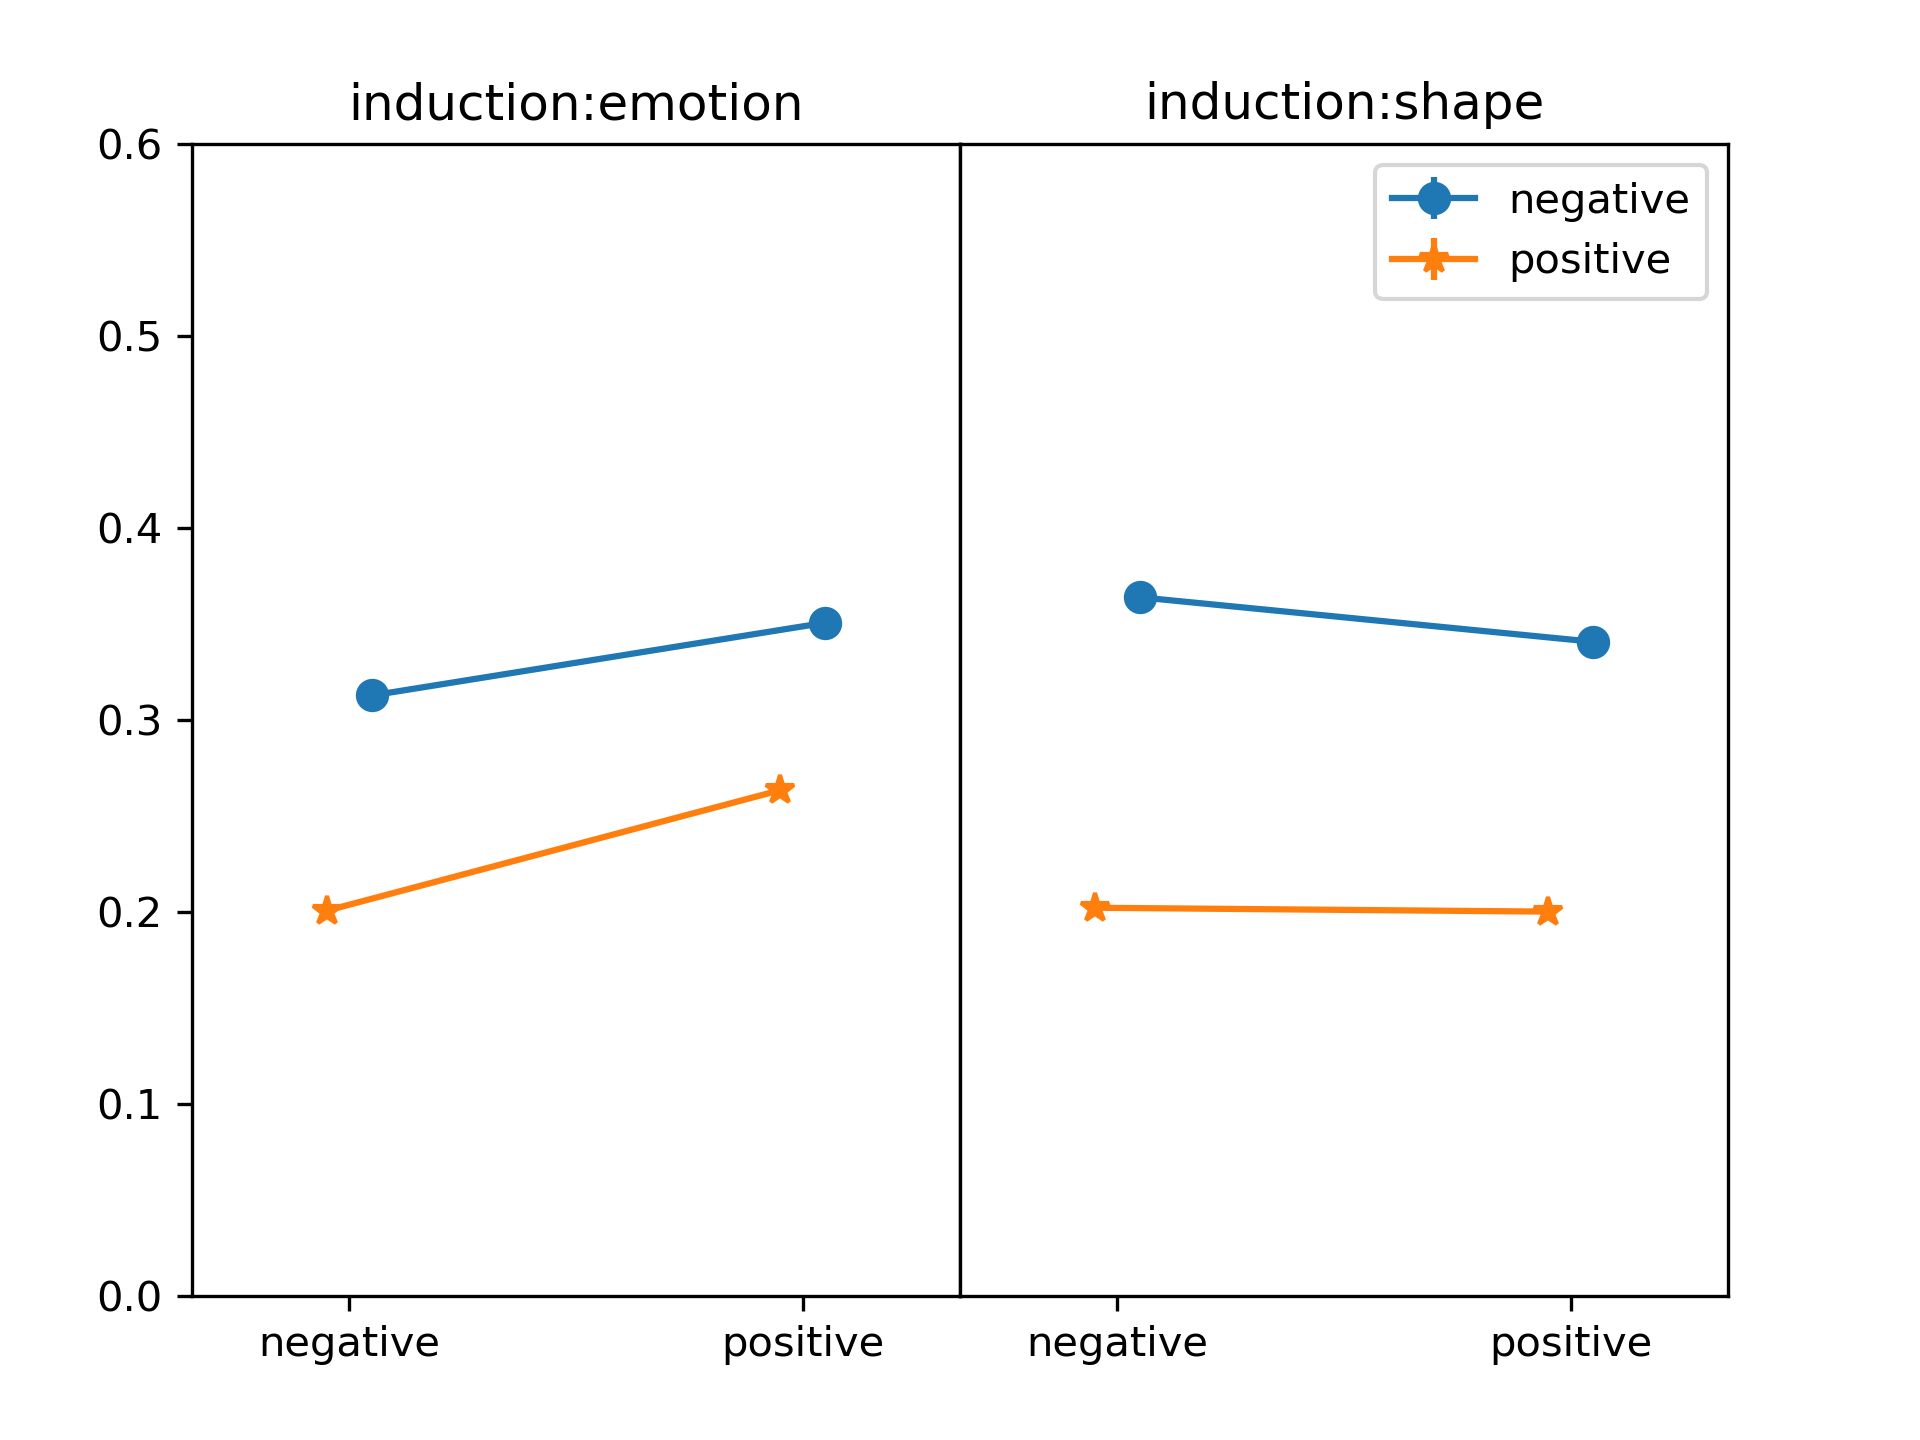 induction:emotion
induction:shape
0.6
0.5
0.4
0.3
0.2
0.1
0.0
negative
positive
negative
positive
negative
positive